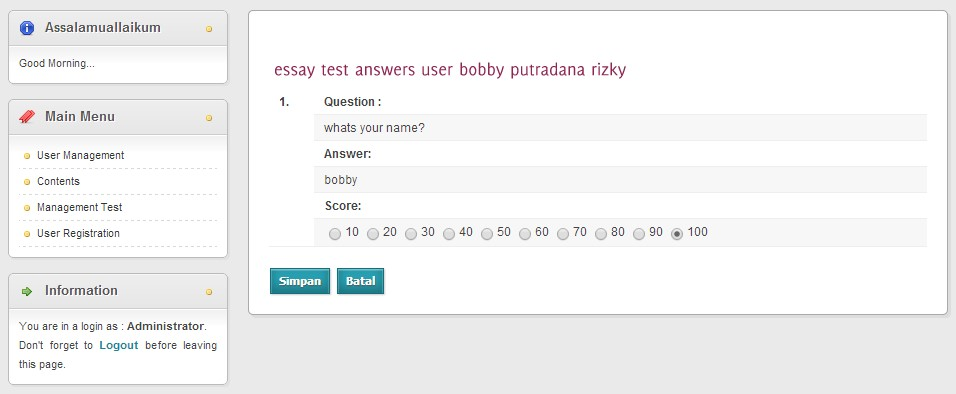 Assalamuallaikum
Good Morning...
Main Menu
User Management
Contents
Management Test
User Registration
Information
You are in a login as : Administrator.
Don't forget to Logout before leaving
this page.
essay test answers user bobby putradana rizky
1. Question :
whats your name?
Answer:
bobby
Score:
10 20 30 40 50 60 70 80 90 100
Simpan Batal